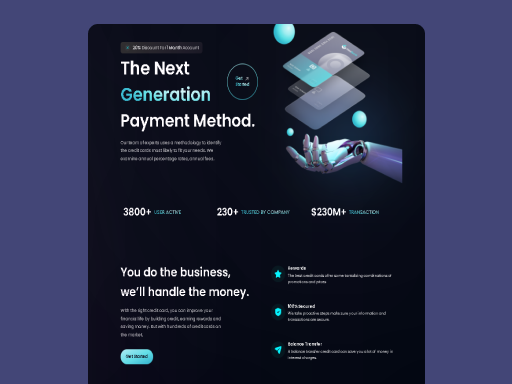 20% Discount For 1 Month Account
The Next
Generation
Payment Method.
Get
Started
Our team of experts uses a methodology to identify
the credit cards most likely to fit your needs. We
examine annual percentage rates, annual fees.
3800+ USER ACTIVE
230+ TRUSTED BY COMPANY
$230M+ TRANSACTION
You do the business,
we'll handle the money.
With the right credit card, you can improve your
financial life by building credit, earning rewards and
saving money. But with hundreds of credit cards on
the market.
Get Started
Rewards
The best credit cards offer some tantalizing combinations of
promotions and prizes
100% Secured
We take proactive steps make sure your information and
transactions are secure.
Balance Transfer
A balance transfer credit card can save you a lot of money in
interest charges.